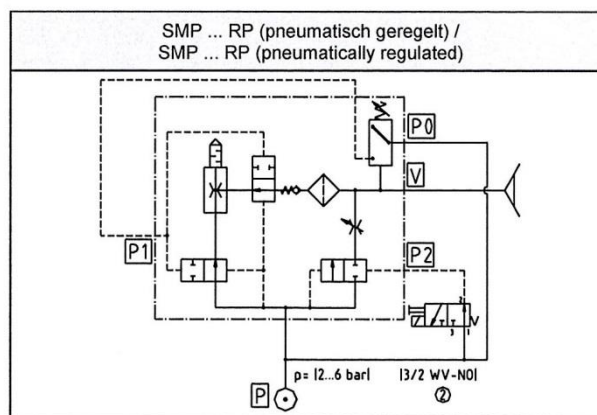 SMP ... RP (pneumatisch geregelt) /
SMP ... RP (pneumatically regulated)
P0
V
P1
P2
P
p= |2...6 bar|
|3/2 WV-NO|
2